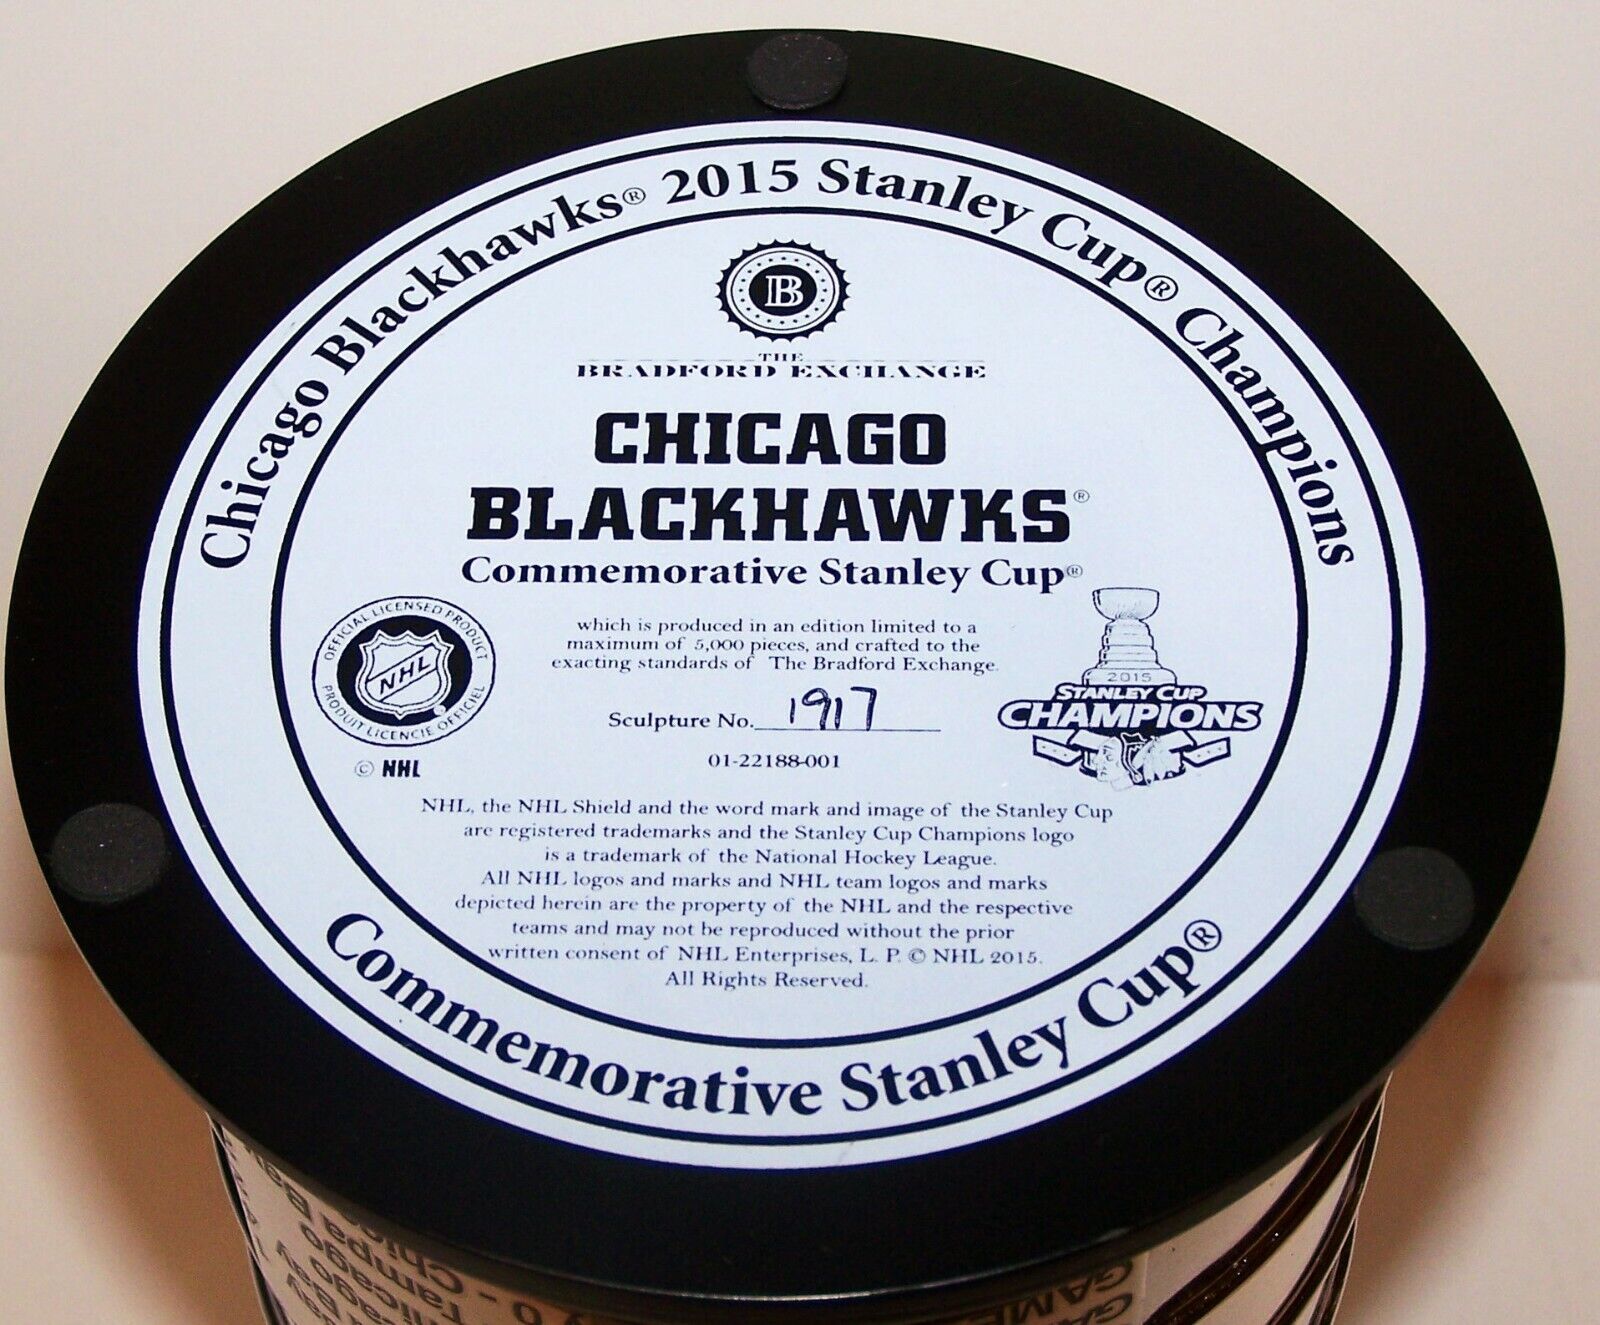 Chicago Blackhawks® 2015 Stanley Cup® Champions
B
THE
BRADFORD EXCHANGE
CHICAGO
BLACKHAWKS®
Commemorative Stanley Cup®
which is produced in an edition limited to a
maximum of 5,000 pieces, and crafted to the
exacting standards of The Bradford Exchange.
Sculpture No. 1917
01-22188-001
OFFICIAL LICENSED PRODUCT
NHL
PRODUIT LICENCIE OFFICIEL
© NHL
2015
STANLEY CUP
CHAMPIONS
NHL, the NHL Shield and the word mark and image of the Stanley Cup
are registered trademarks and the Stanley Cup Champions logo
is a trademark of the National Hockey League.
All NHL logos and marks and NHL team logos and marks
depicted herein are the property of the NHL and the respective
teams and may not be reproduced without the prior
written consent of NHL Enterprises, L. P. © NHL 2015.
All Rights Reserved.
Commemorative Stanley Cup®